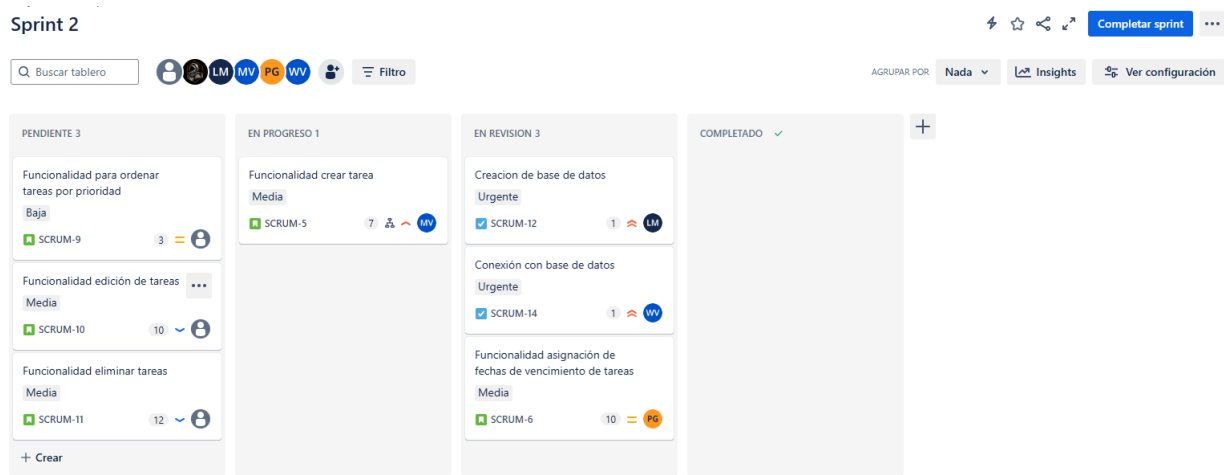 Sprint 2
Completar sprint
Buscar tablero
LM
MV
PG
WV
Filtro
AGRUPAR POR
Nada
Insights
Ver configuración
PENDIENTE 3
Funcionalidad para ordenar
tareas por prioridad
Baja
SCRUM-9
3
Funcionalidad edición de tareas
Media
SCRUM-10
10
Funcionalidad eliminar tareas
Media
SCRUM-11
12
+ Crear
EN PROGRESO 1
Funcionalidad crear tarea
Media
SCRUM-5
7
MV
EN REVISION 3
Creacion de base de datos
Urgente
SCRUM-12
1
LM
Conexión con base de datos
Urgente
SCRUM-14
1
WV
Funcionalidad asignación de
fechas de vencimiento de tareas
Media
SCRUM-6
10
PG
COMPLETADO